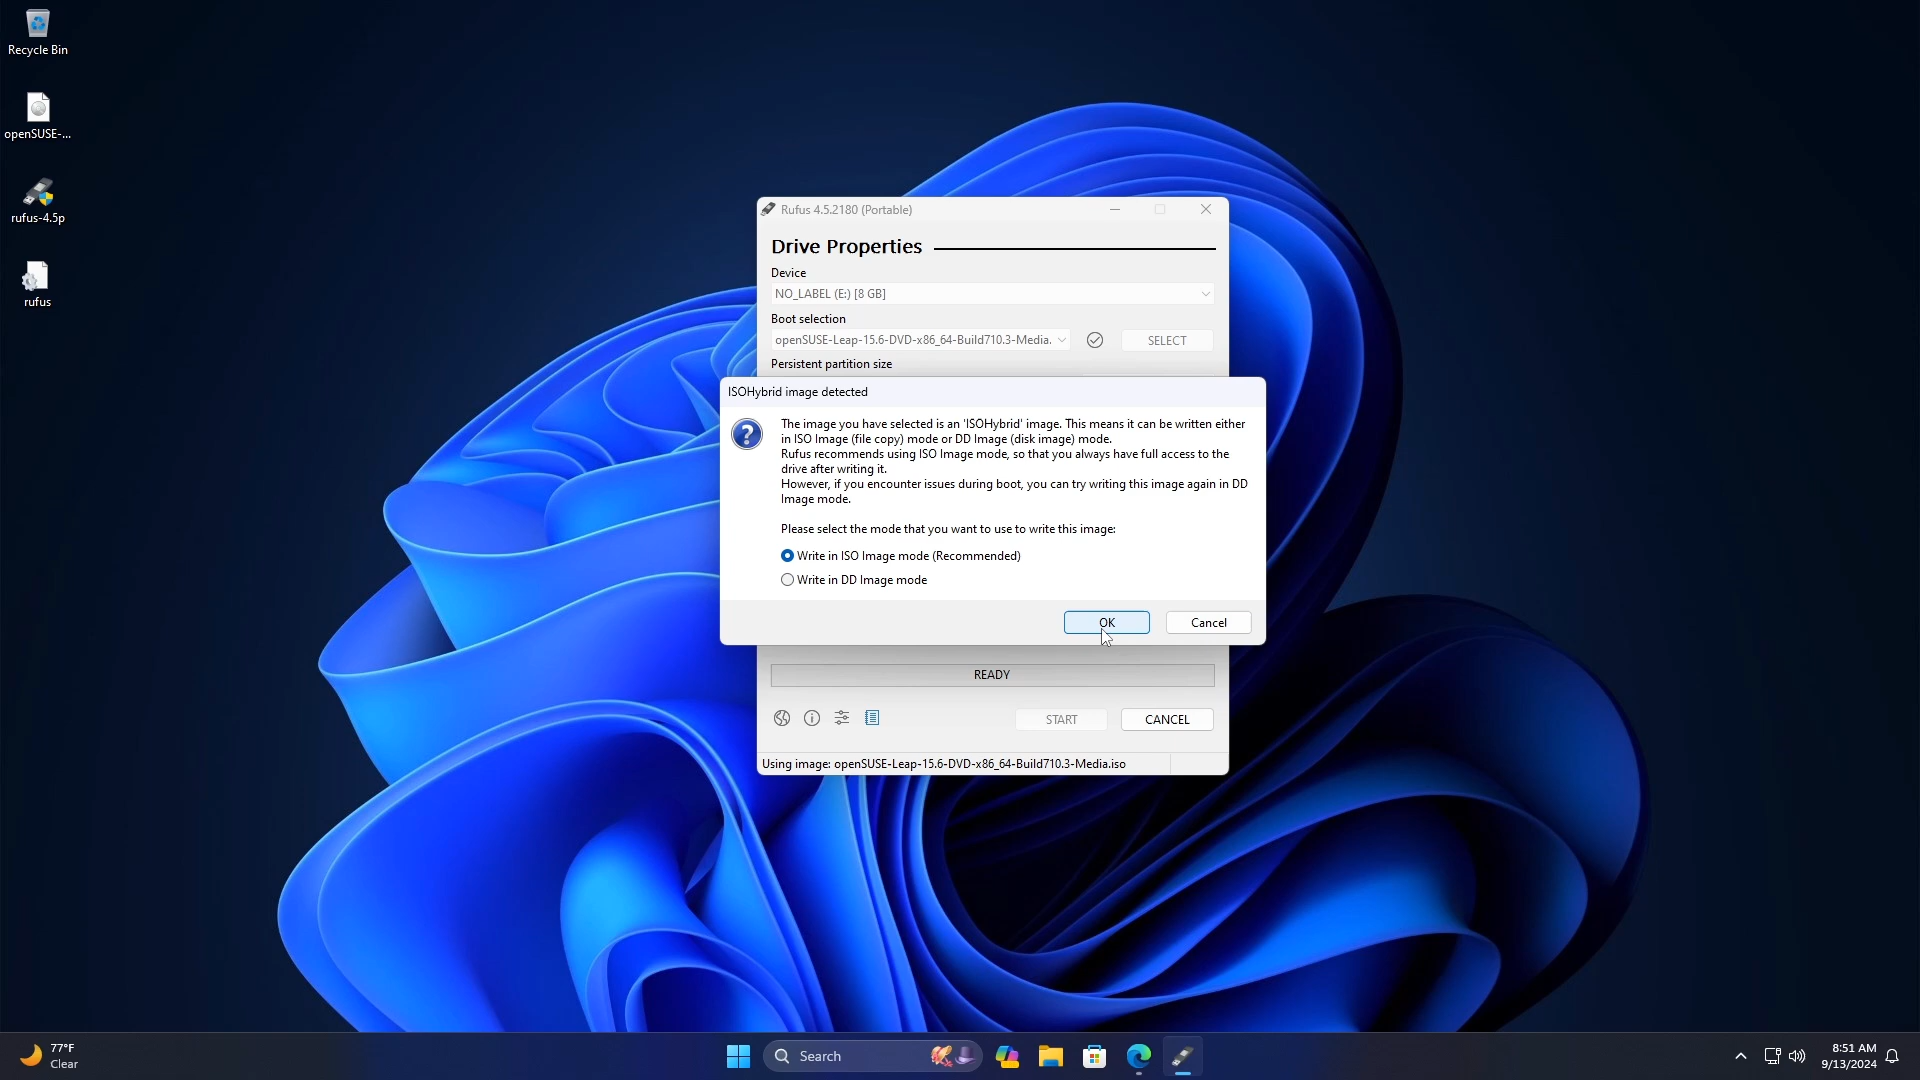 Recycle Bin
openSUSE-...
rufus-4.5p
rufus
Rufus 4.5.2180 (Portable)
Drive Properties
Device
NO_LABEL (E:) [8 GB]
Boot selection
openSUSE-Leap-15.6-DVD-x86_64-Build710.3-Media.
SELECT
Persistent partition size
ISOHybrid image detected
The image you have selected is an 'ISOHybrid' image. This means it can be written either
in ISO Image (file copy) mode or DD Image (disk image) mode.
Rufus recommends using ISO Image mode, so that you always have full access to the
drive after writing it.
However, if you encounter issues during boot, you can try writing this image again in DD
Image mode.
Please select the mode that you want to use to write this image:
Write in ISO Image mode (Recommended)
Write in DD Image mode
OK
Cancel
READY
START
CANCEL
Using image: openSUSE-Leap-15.6-DVD-x86_64-Build710.3-Media.iso
77°F
Clear
Search
8:51 AM
9/13/2024